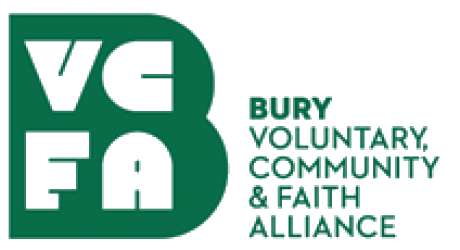 VC
FA
BURY
VOLUNTARY,
COMMUNITY
& FAITH
ALLIANCE